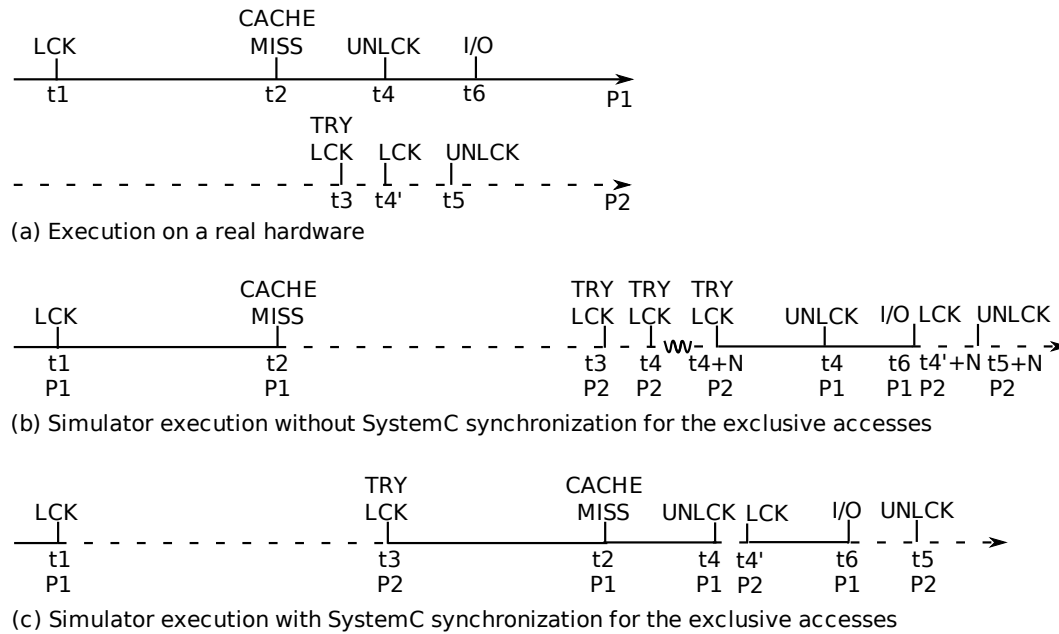 CACHE
LCK MISS UNLCK I/O
t1 t2 t4 t6 P1
TRY
LCK LCK UNLCK
t3 t4' t5 P2
(a) Execution on a real hardware
CACHE TRY TRY TRY
LCK MISS LCK LCK LCK UNLCK I/O LCK UNLCK
t1 t2 t3 t4 t4+N t4 t6 t4'+N t5+N
P1 P1 P2 P2 P2 P1 P1 P2 P2
(b) Simulator execution without SystemC synchronization for the exclusive accesses
TRY CACHE
LCK LCK MISS UNLCK LCK I/O UNLCK
t1 t3 t2 t4 t4' t6 t5
P1 P2 P1 P1 P2 P1 P2
(c) Simulator execution with SystemC synchronization for the exclusive accesses